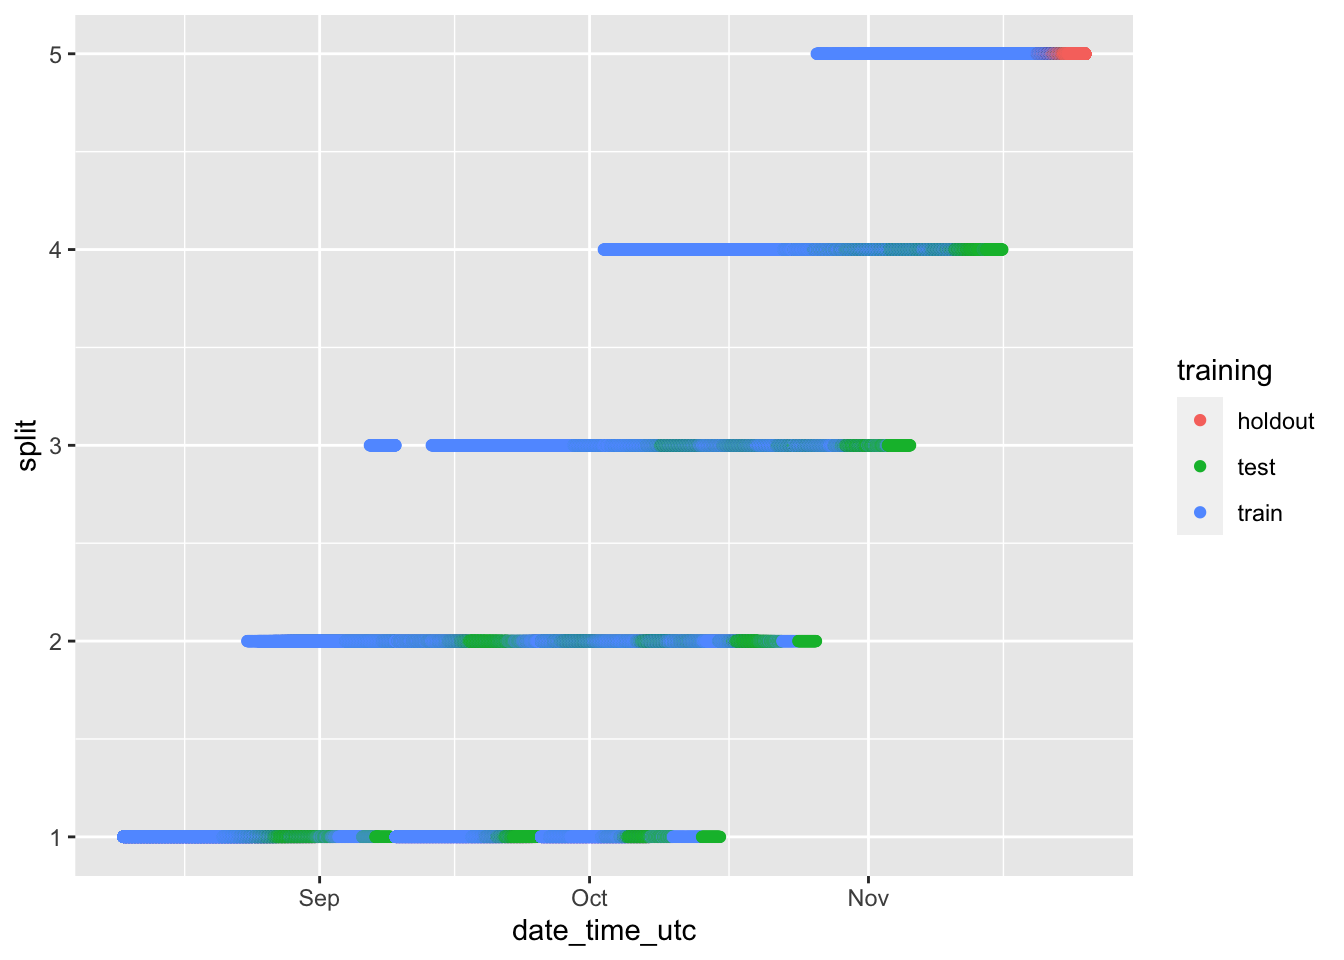 5
4
3
2
1
split
Sep
Oct
Nov
date_time_utc
training
holdout
test
train